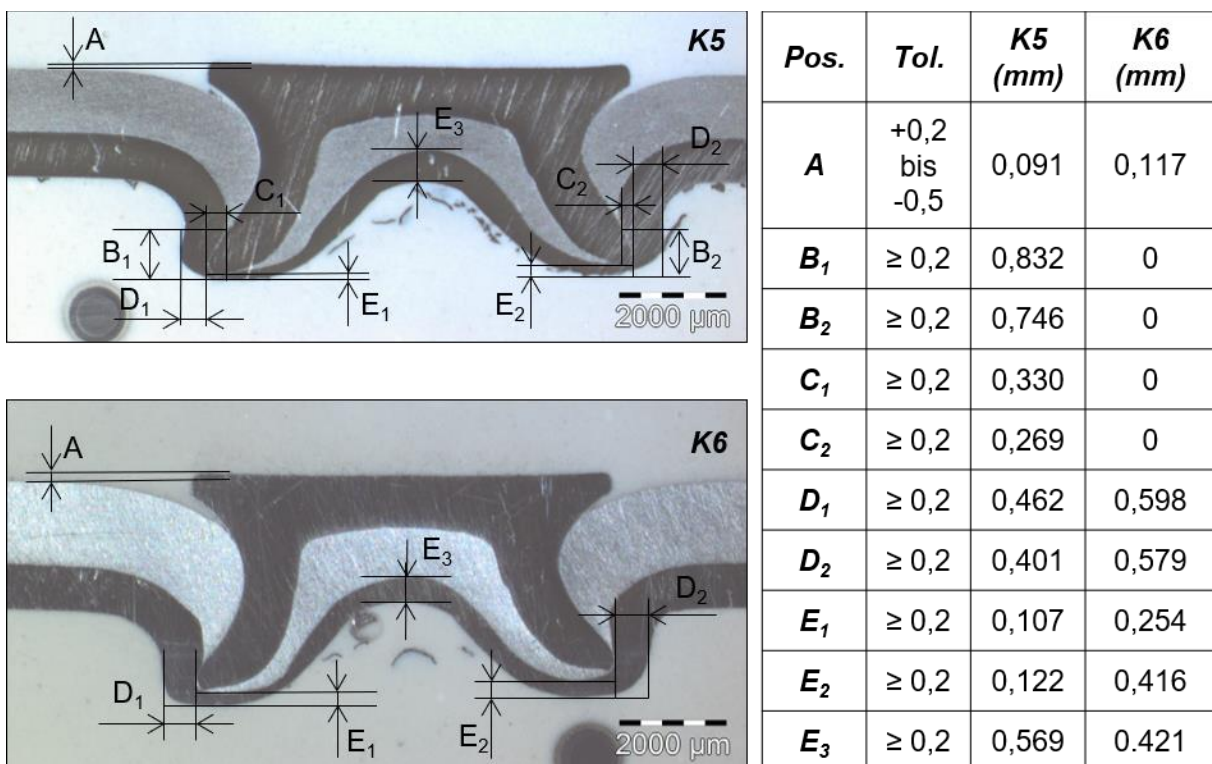 A
K5
E3
D2
C1
C2
B1
B2
D1
E1
E2
2000 µm
A
K6
E3
D2
D1
E1
E2
2000 µm
Pos. Tol. K5 (mm) K6 (mm)
A +0,2 bis -0,5 0,091 0,117
B1 ≥ 0,2 0,832 0
B2 ≥ 0,2 0,746 0
C1 ≥ 0,2 0,330 0
C2 ≥ 0,2 0,269 0
D1 ≥ 0,2 0,462 0,598
D2 ≥ 0,2 0,401 0,579
E1 ≥ 0,2 0,107 0,254
E2 ≥ 0,2 0,122 0,416
E3 ≥ 0,2 0,569 0.421